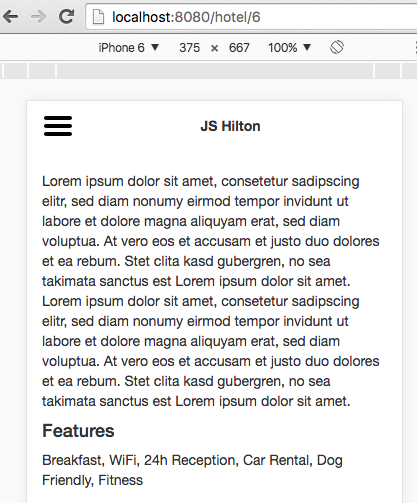 localhost:8080/hotel/6
iPhone 6 ▼ 375 × 667 100% ▼
JS Hilton
Lorem ipsum dolor sit amet, consetetur sadipscing
elitr, sed diam nonumy eirmod tempor invidunt ut
labore et dolore magna aliquyam erat, sed diam
voluptua. At vero eos et accusam et justo duo dolores
et ea rebum. Stet clita kasd gubergren, no sea
takimata sanctus est Lorem ipsum dolor sit amet.
Lorem ipsum dolor sit amet, consetetur sadipscing
elitr, sed diam nonumy eirmod tempor invidunt ut
labore et dolore magna aliquyam erat, sed diam
voluptua. At vero eos et accusam et justo duo dolores
et ea rebum. Stet clita kasd gubergren, no sea
takimata sanctus est Lorem ipsum dolor sit amet.
Features
Breakfast, WiFi, 24h Reception, Car Rental, Dog
Friendly, Fitness